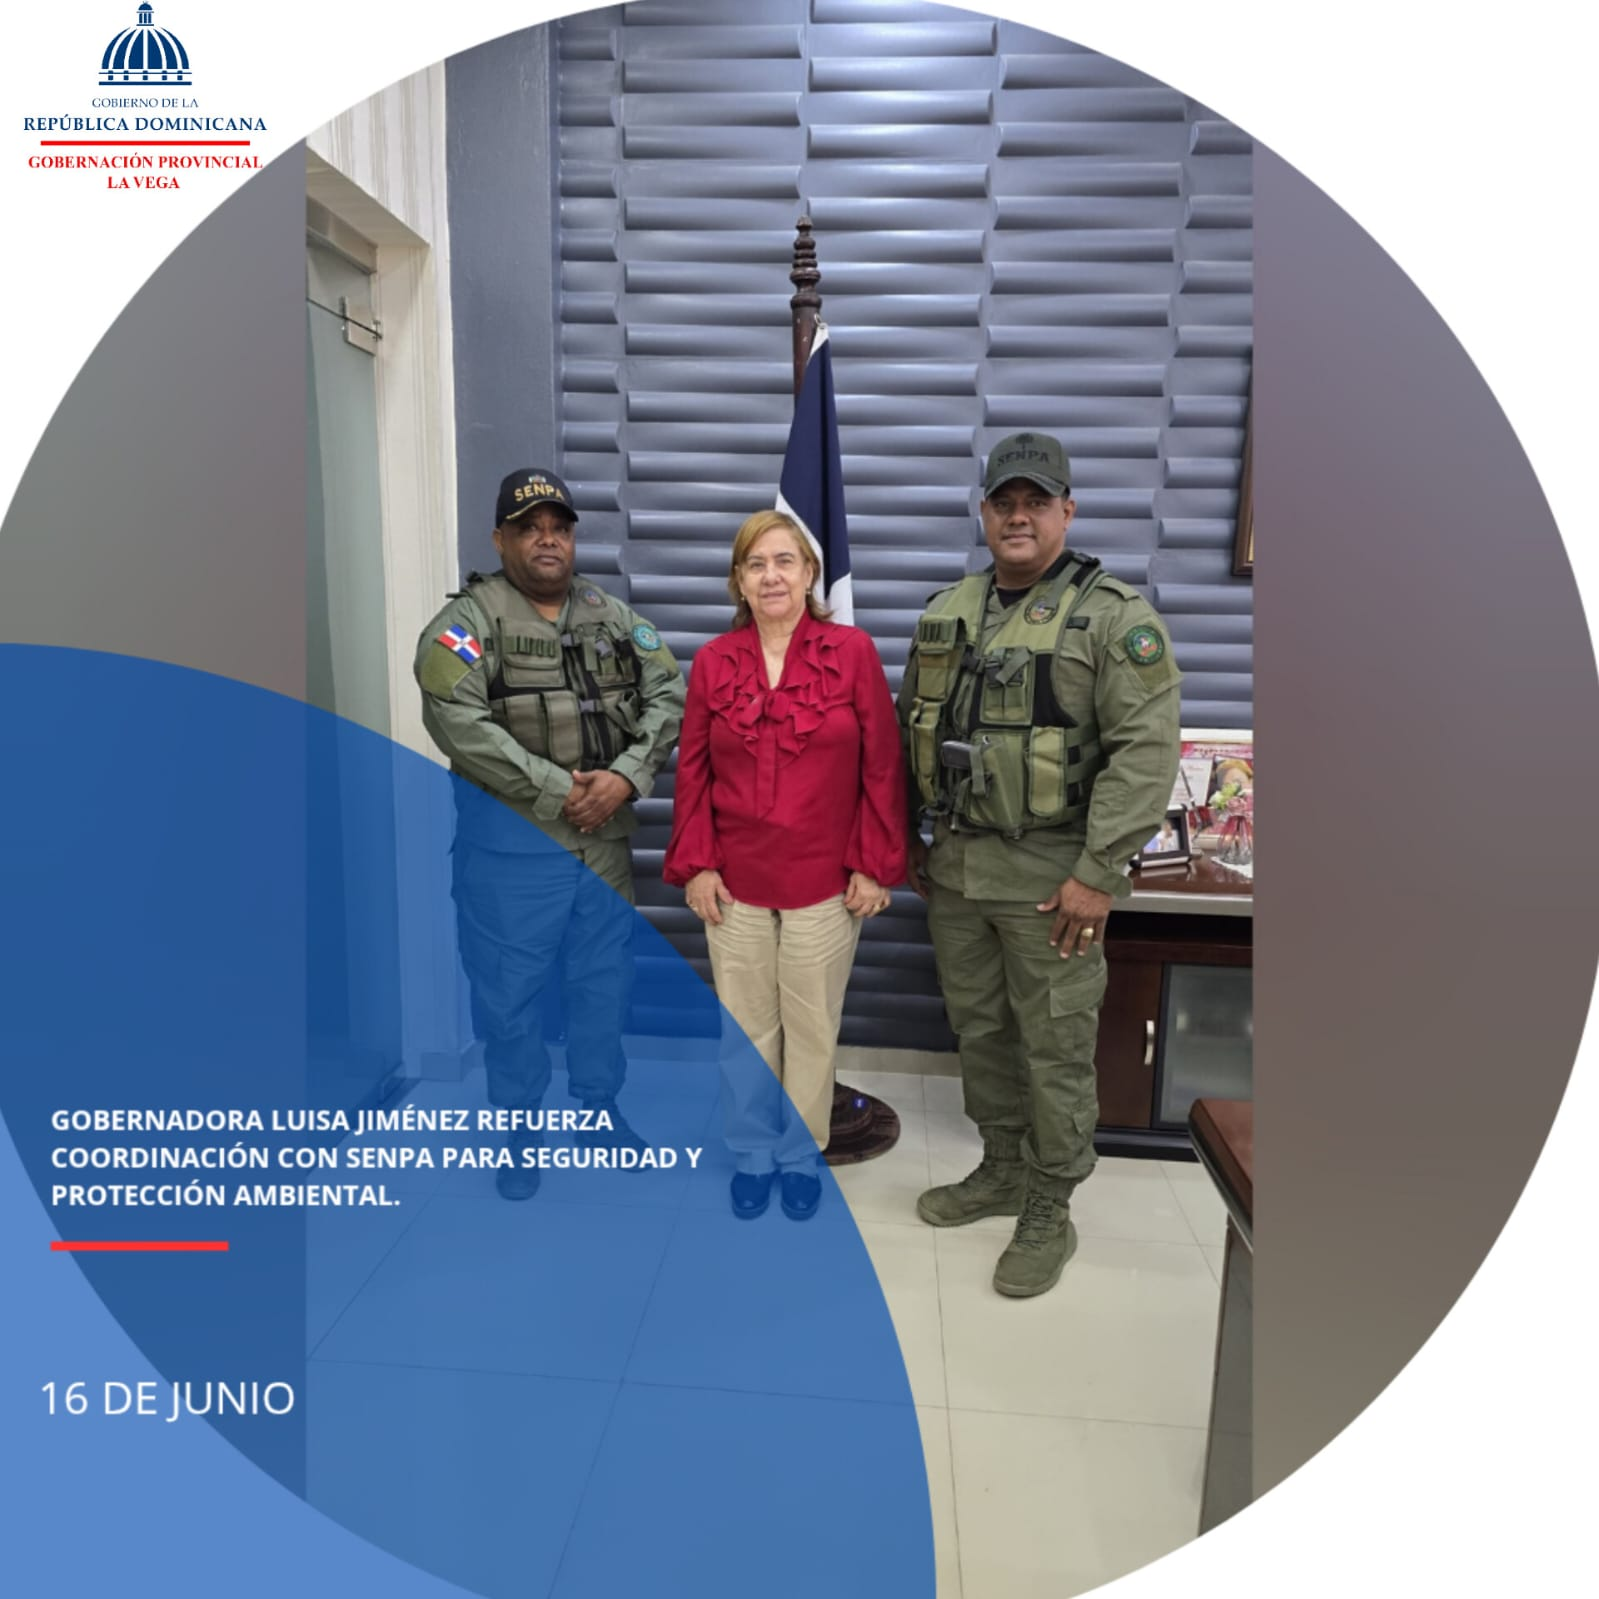 GOBIERNO DE LA
REPÚBLICA DOMINICANA
GOBERNACIÓN PROVINCIAL
LA VEGA
SENPA
SENPA
GOBERNADORA LUISA JIMÉNEZ REFUERZA
COORDINACIÓN CON SENPA PARA SEGURIDAD Y
PROTECCIÓN AMBIENTAL.
16 DE JUNIO